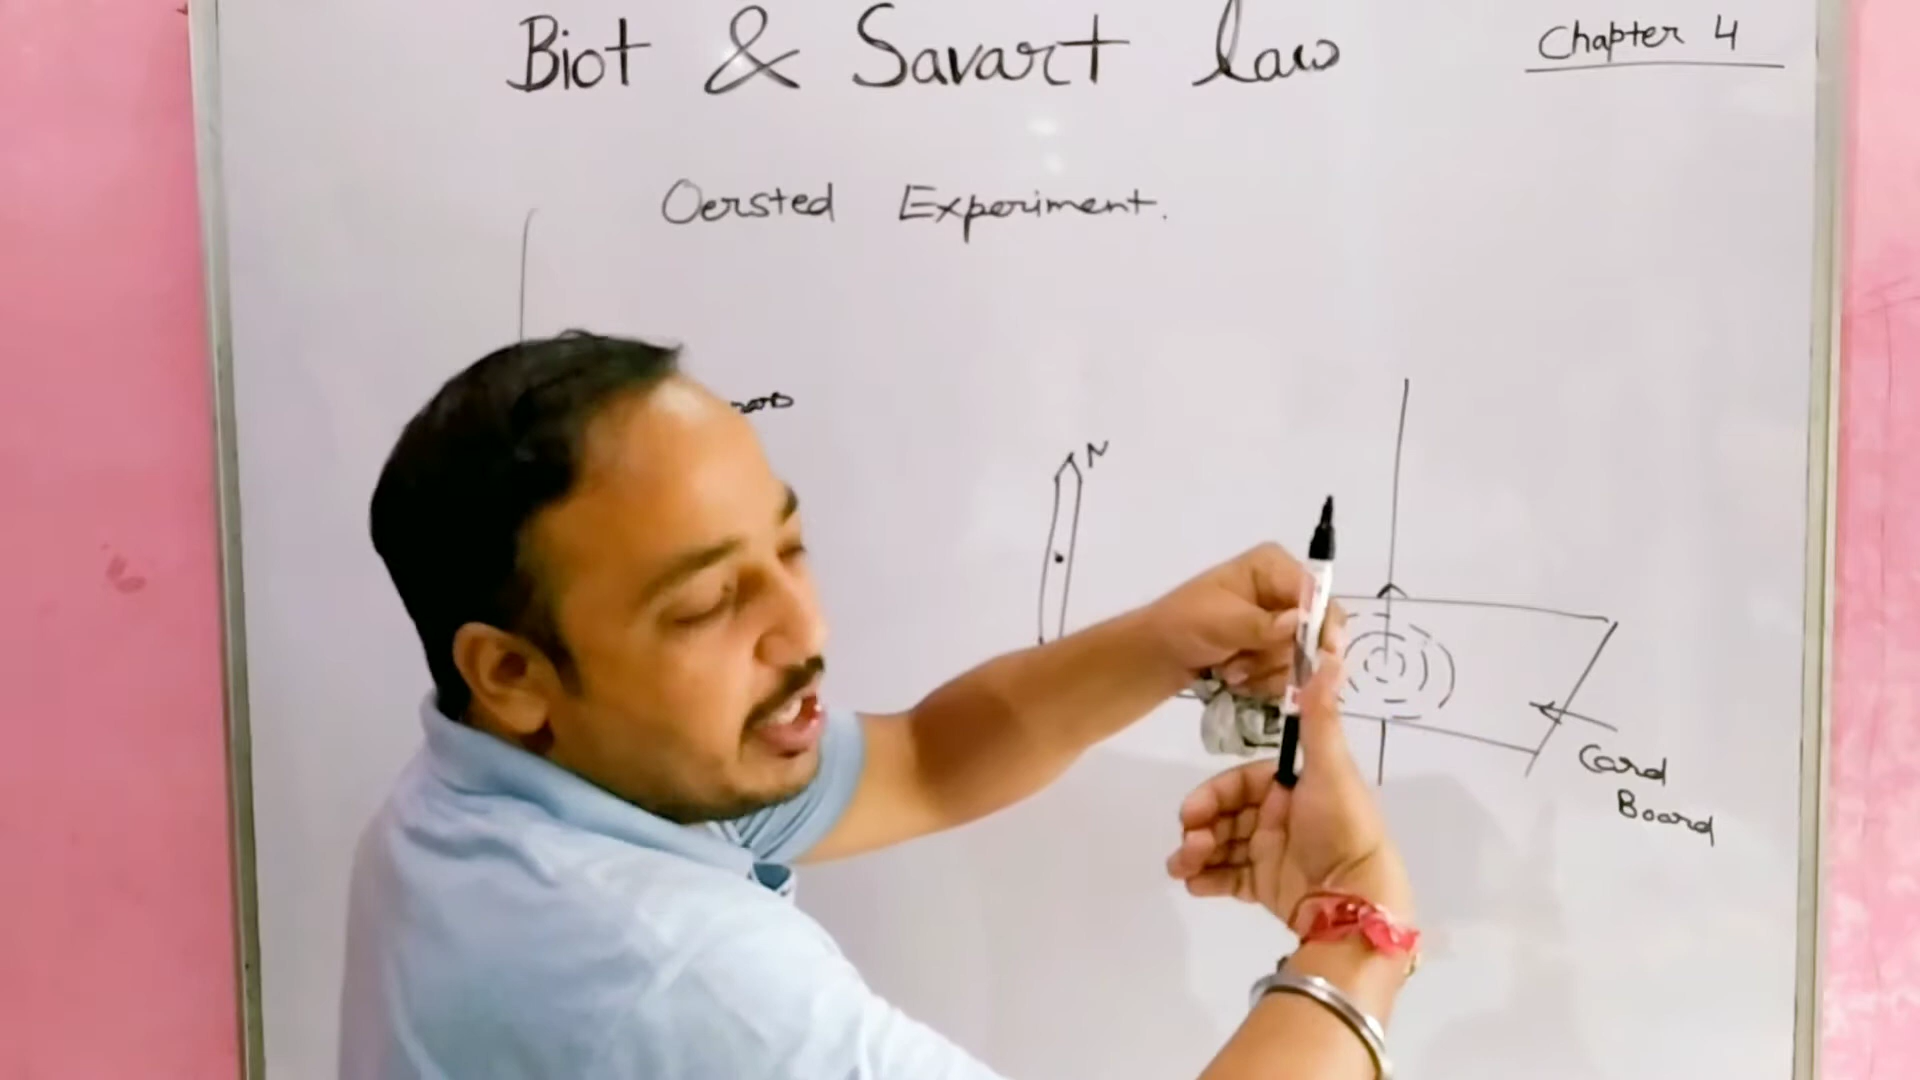 Biot & Savart law
Chapter 4
Oersted Experiment.
N
Card
Board